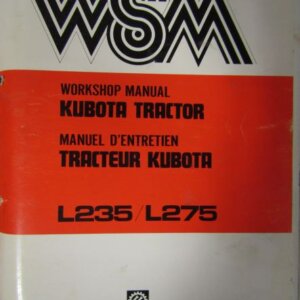 WSM
WORKSHOP MANUAL
KUBOTA TRACTOR
MANUEL D'ENTRETIEN
TRACTEUR KUBOTA
L235/L275